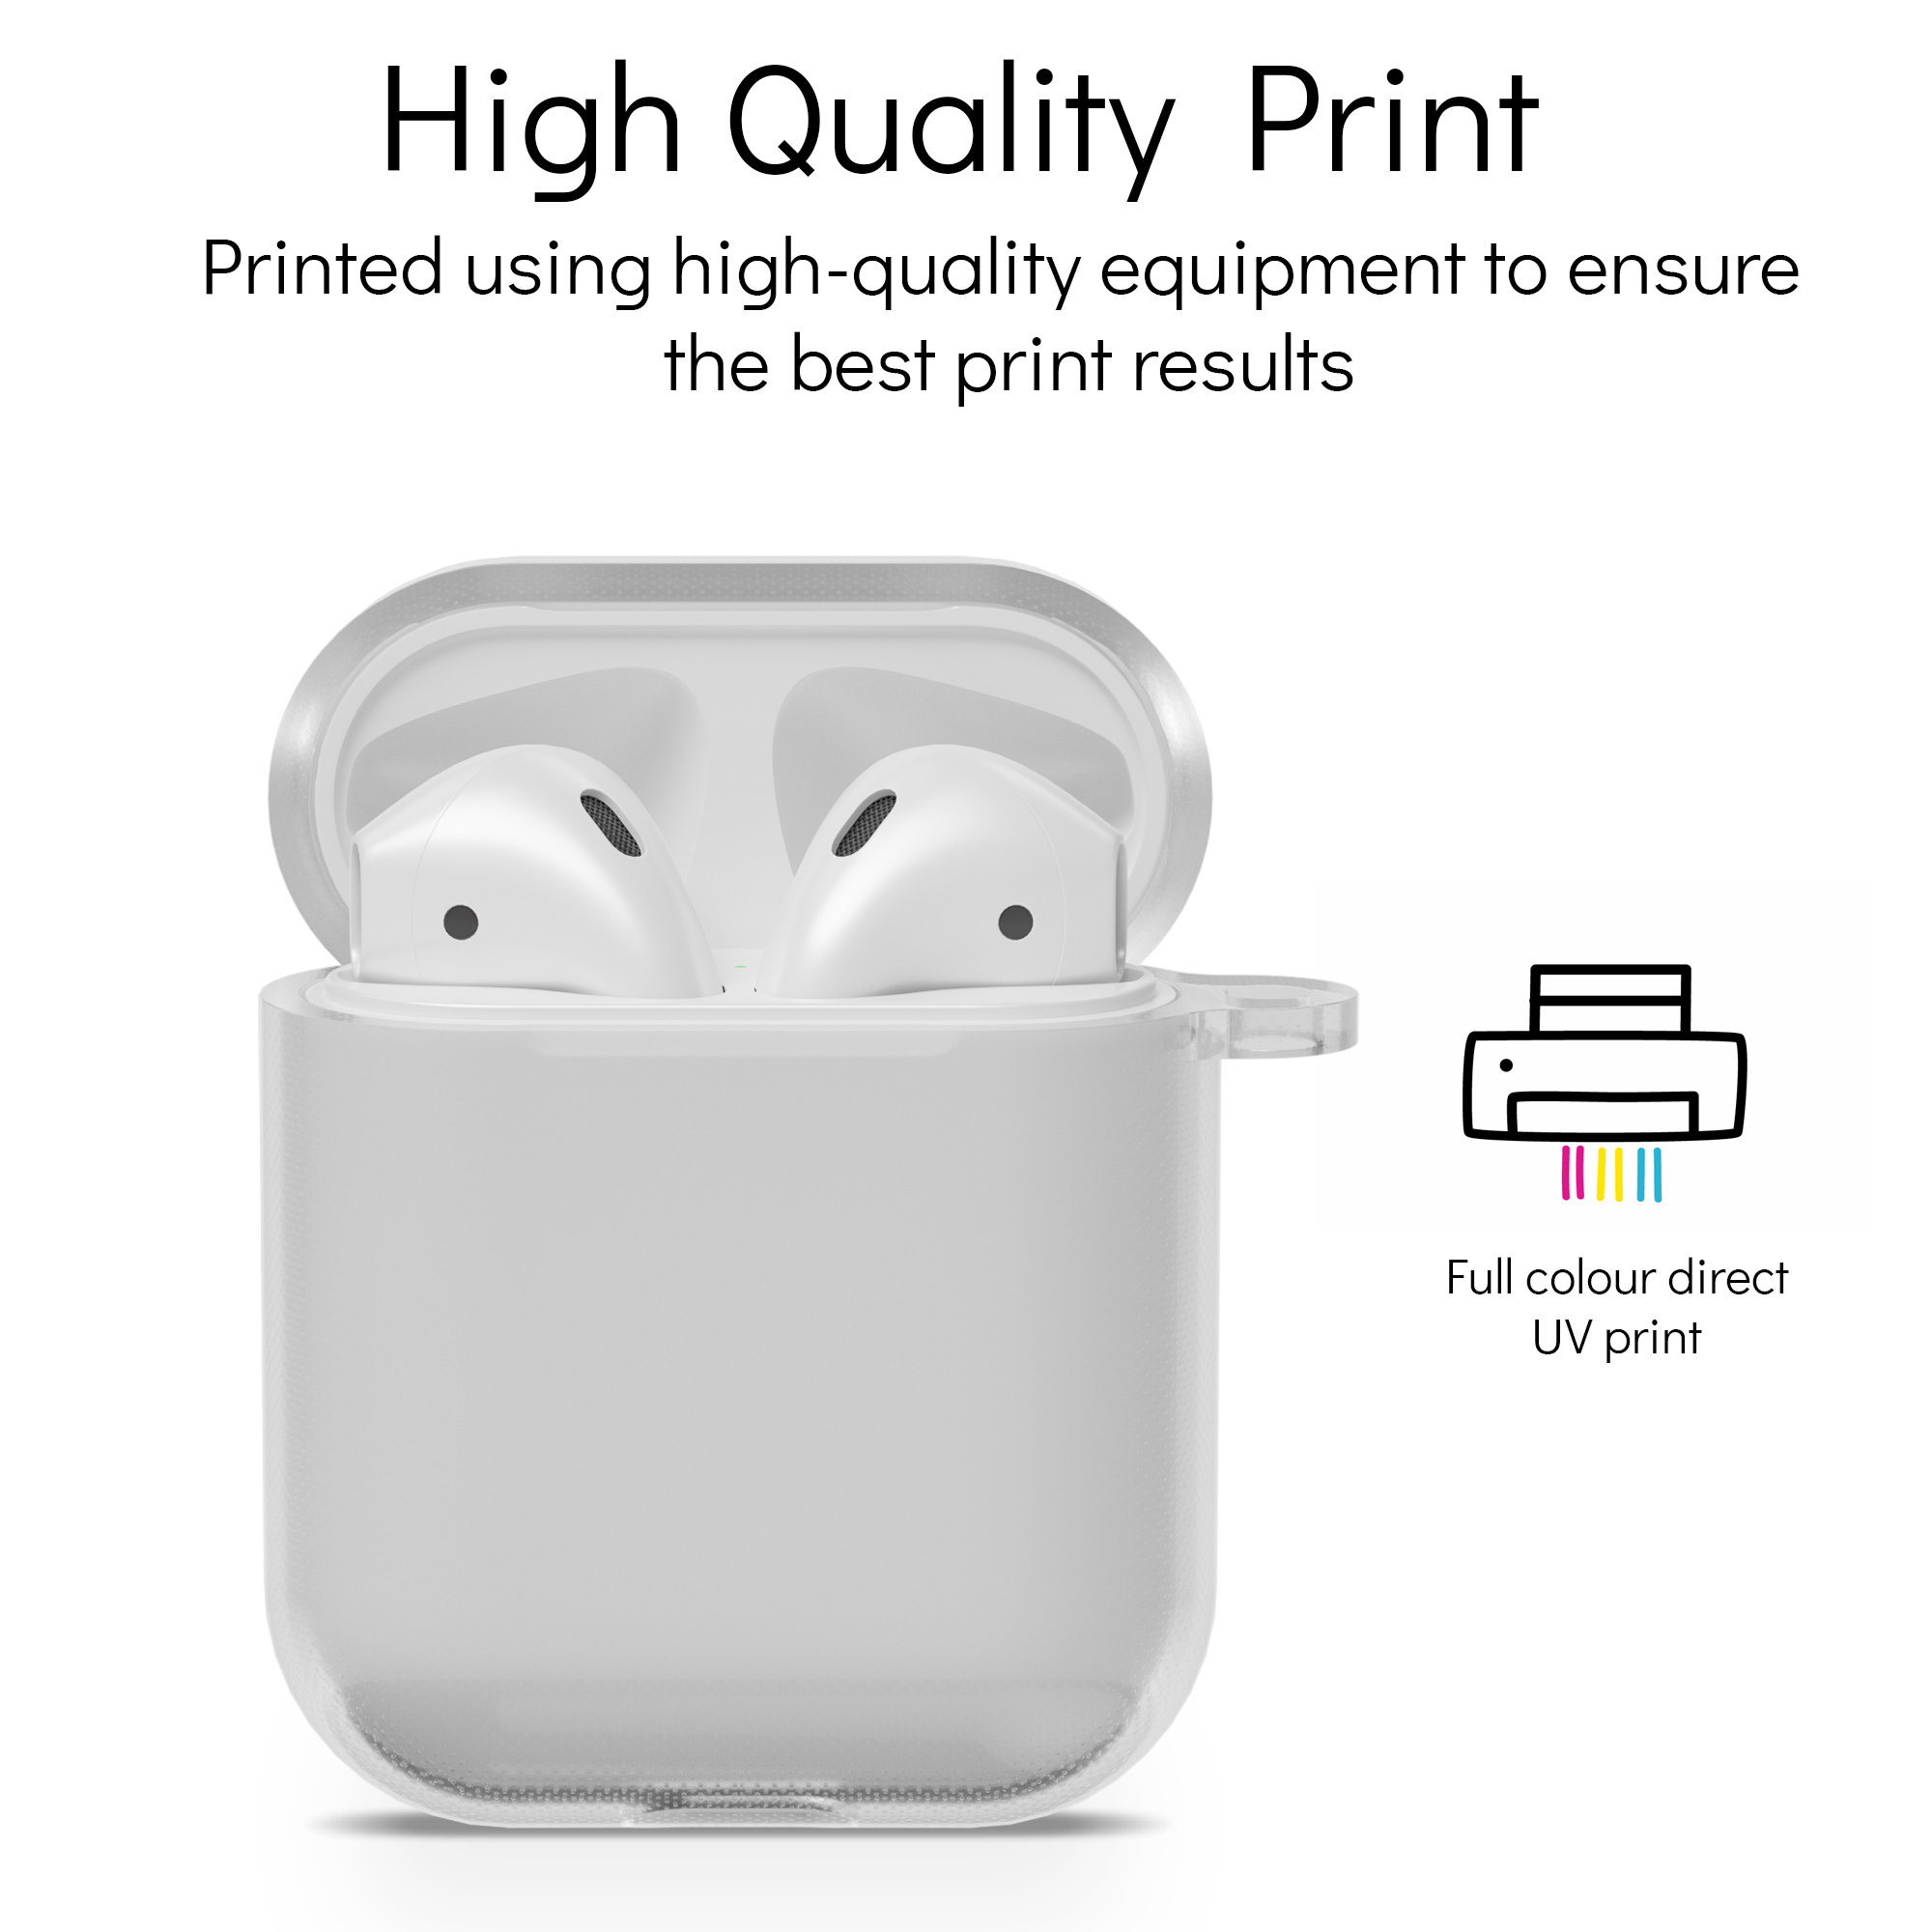 High Quality Print
Printed using high-quality equipment to ensure
the best print results
Full colour direct
UV print